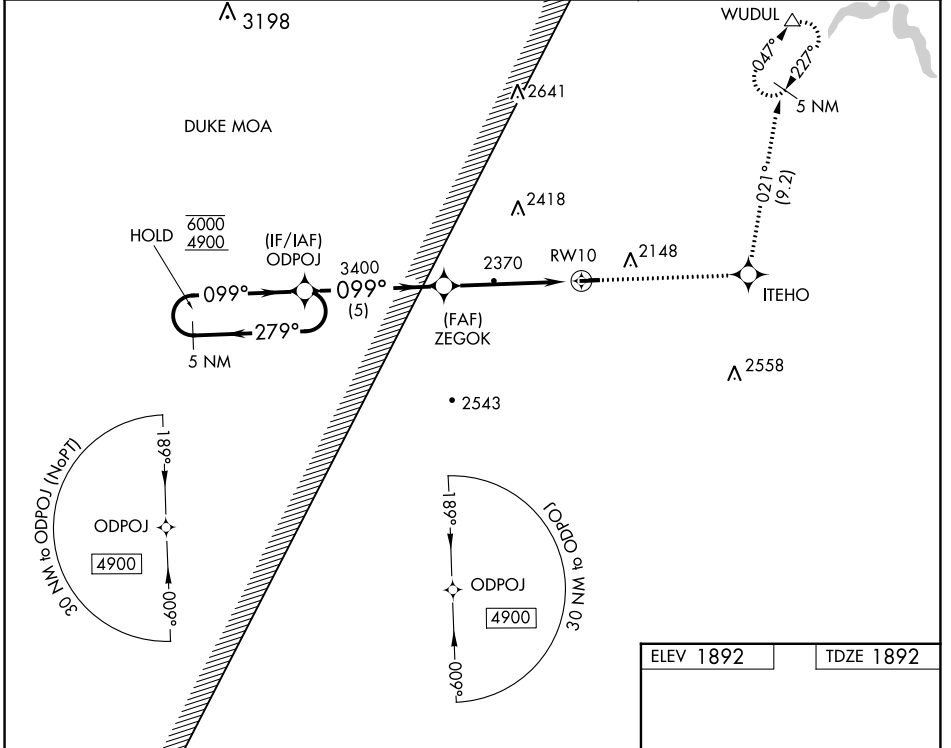 3198
WUDUL
047°
227°
5 NM
2641
DUKE MOA
021°
(9.2)
2418
HOLD
6000
4900
(IF/IAF)
ODPOJ
3400
099°
099°
(5)
2370
RW10
2148
ITEHO
279°
5 NM
(FAF)
ZEGOK
2558
2543
30 NM to ODPOJ (NoPT)
189°
ODPOJ
4900
009°
30 NM to ODPOJ
189°
ODPOJ
4900
009°
ELEV 1892
TDZE 1892